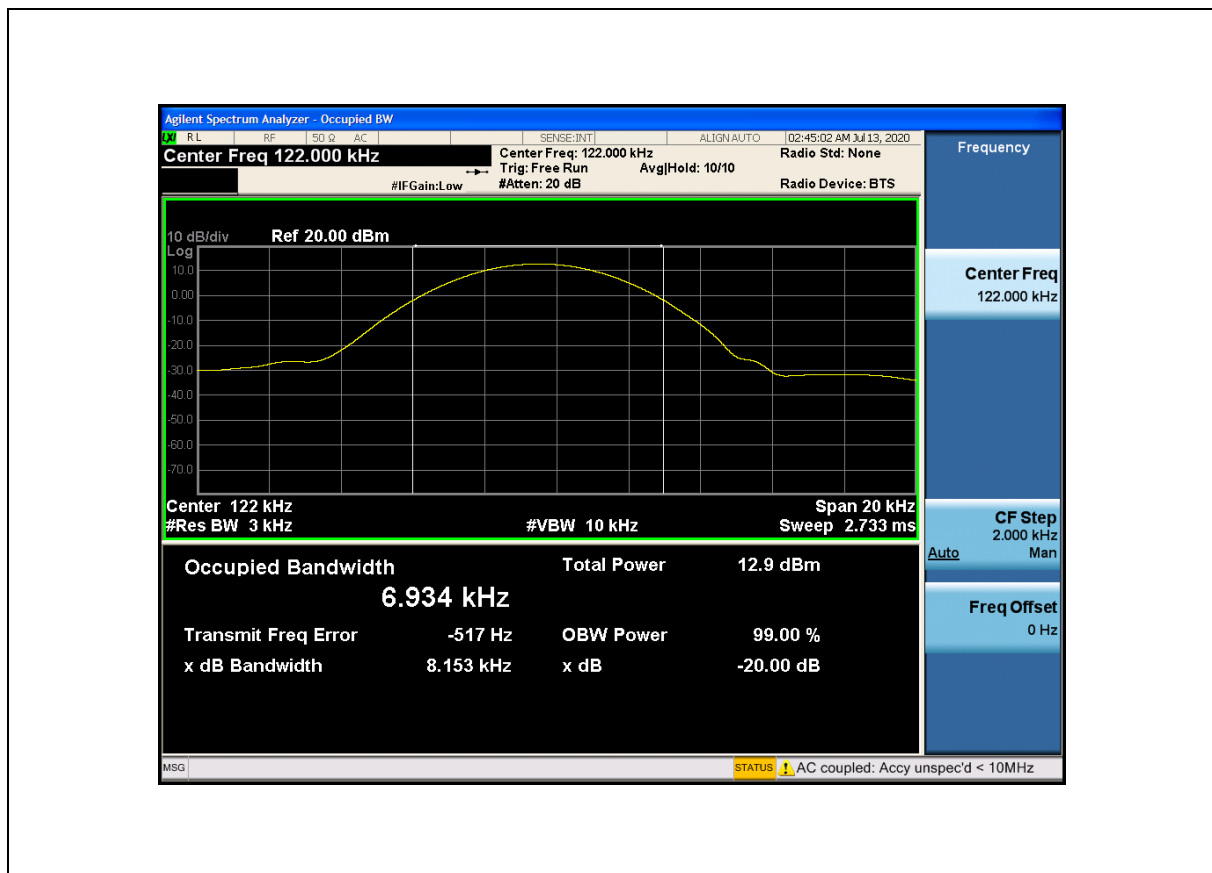 Agilent Spectrum Analyzer - Occupied BW
LXI RL RF 50 Ω AC SENSE:INT ALIGN AUTO 02:45:02 AM Jul 13, 2020
Center Freq 122.000 kHz
Center Freq: 122.000 kHz
Radio Std: None
Trig: Free Run Avg|Hold: 10/10
#IFGain:Low #Atten: 20 dB Radio Device: BTS
10 dB/div Ref 20.00 dBm
Log
10.0
0.00
-10.0
-20.0
-30.0
-40.0
-50.0
-60.0
-70.0
Center 122 kHz Span 20 kHz
#Res BW 3 kHz #VBW 10 kHz Sweep 2.733 ms
Occupied Bandwidth Total Power 12.9 dBm
6.934 kHz
Transmit Freq Error -517 Hz OBW Power 99.00 %
x dB Bandwidth 8.153 kHz x dB -20.00 dB
Frequency
Center Freq
122.000 kHz
CF Step
2.000 kHz
Auto Man
Freq Offset
0 Hz
MSG STATUS AC coupled: Accy unspec'd < 10MHz